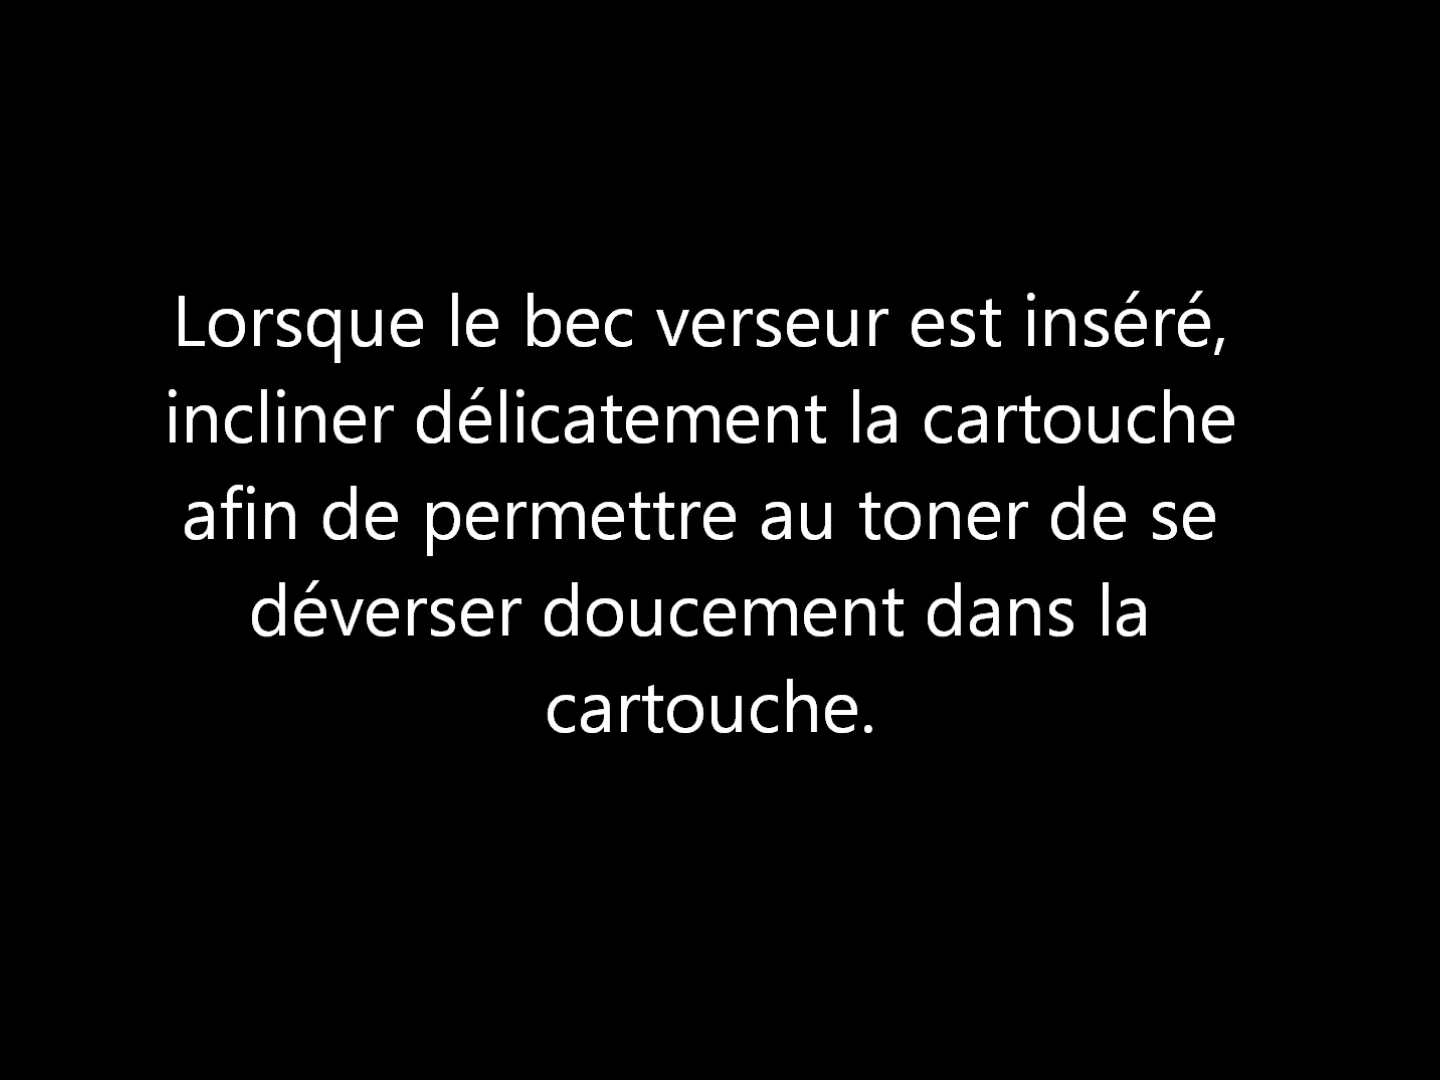 Lorsque le bec verseur est inséré,
incliner délicatement la cartouche
afin de permettre au toner de se
déverser doucement dans la
cartouche.